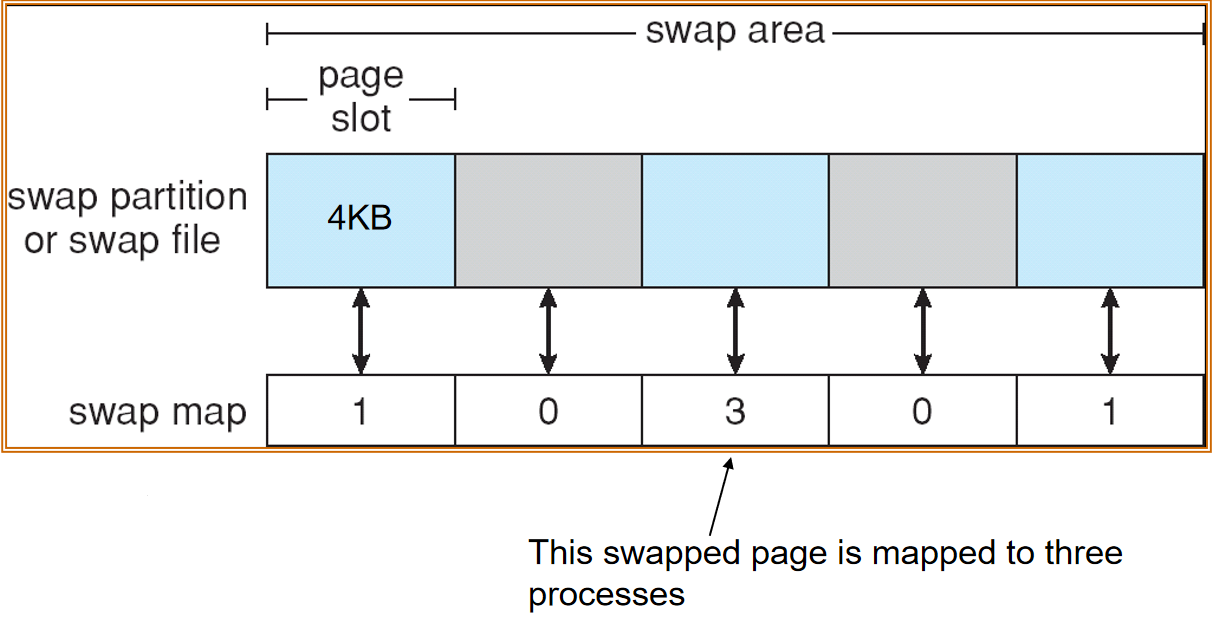 swap area
page
slot
swap partition
or swap file
4KB
swap map
1 0 3 0 1
This swapped page is mapped to three
processes